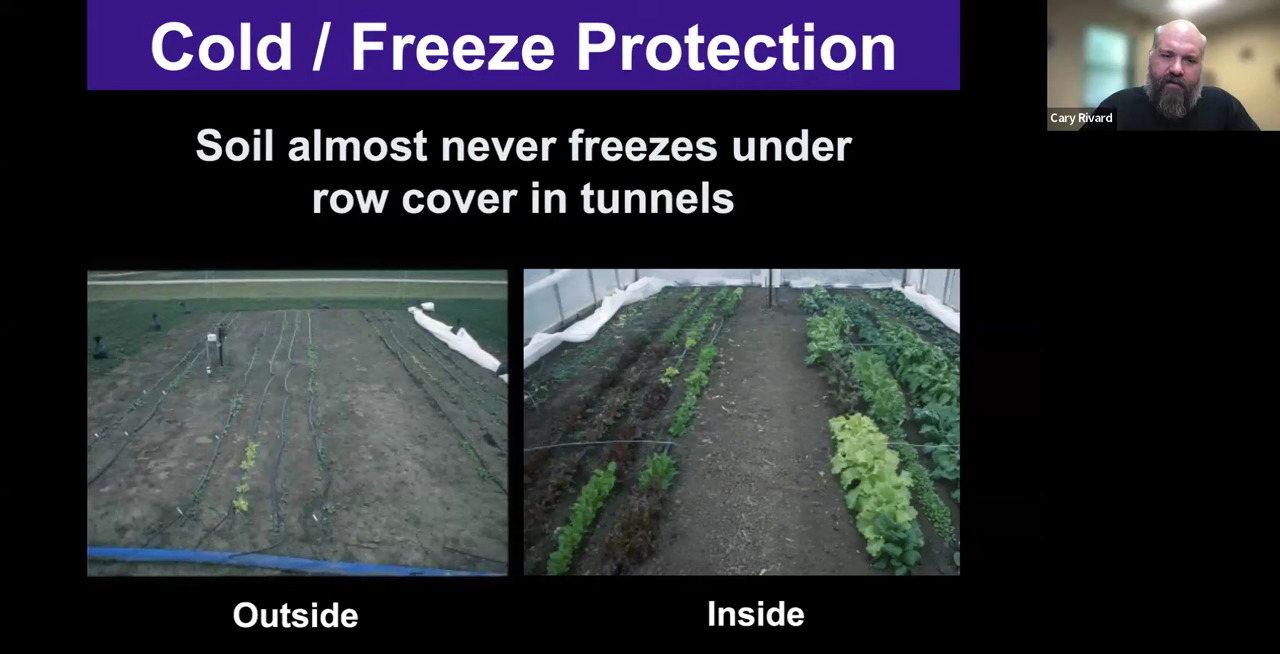 Cold / Freeze Protection
Cary Rivard
Soil almost never freezes under
row cover in tunnels
Outside
Inside